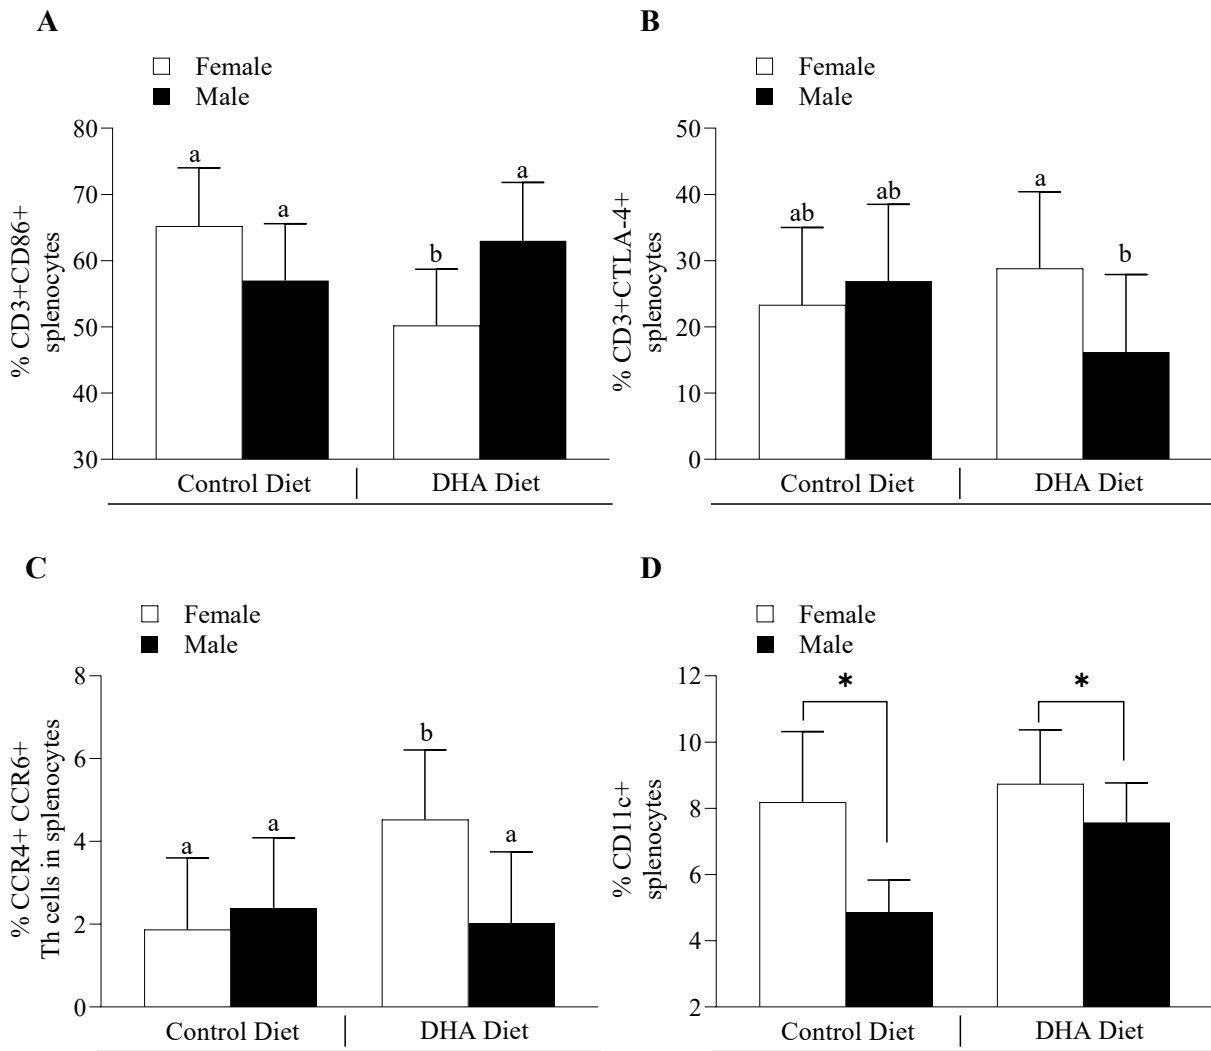 A
Female
Male
80
70
60
50
40
30
% CD3+CD86+
splenocytes
a
a
b
a
Control Diet
DHA Diet
B
Female
Male
50
40
30
20
10
0
% CD3+CTLA-4+
splenocytes
ab
ab
a
b
Control Diet
DHA Diet
C
Female
Male
8
6
4
2
0
% CCR4+ CCR6+
Th cells in splenocytes
a
a
b
a
Control Diet
DHA Diet
D
Female
Male
12
10
8
6
4
2
% CD11c+
splenocytes
*
*
Control Diet
DHA Diet